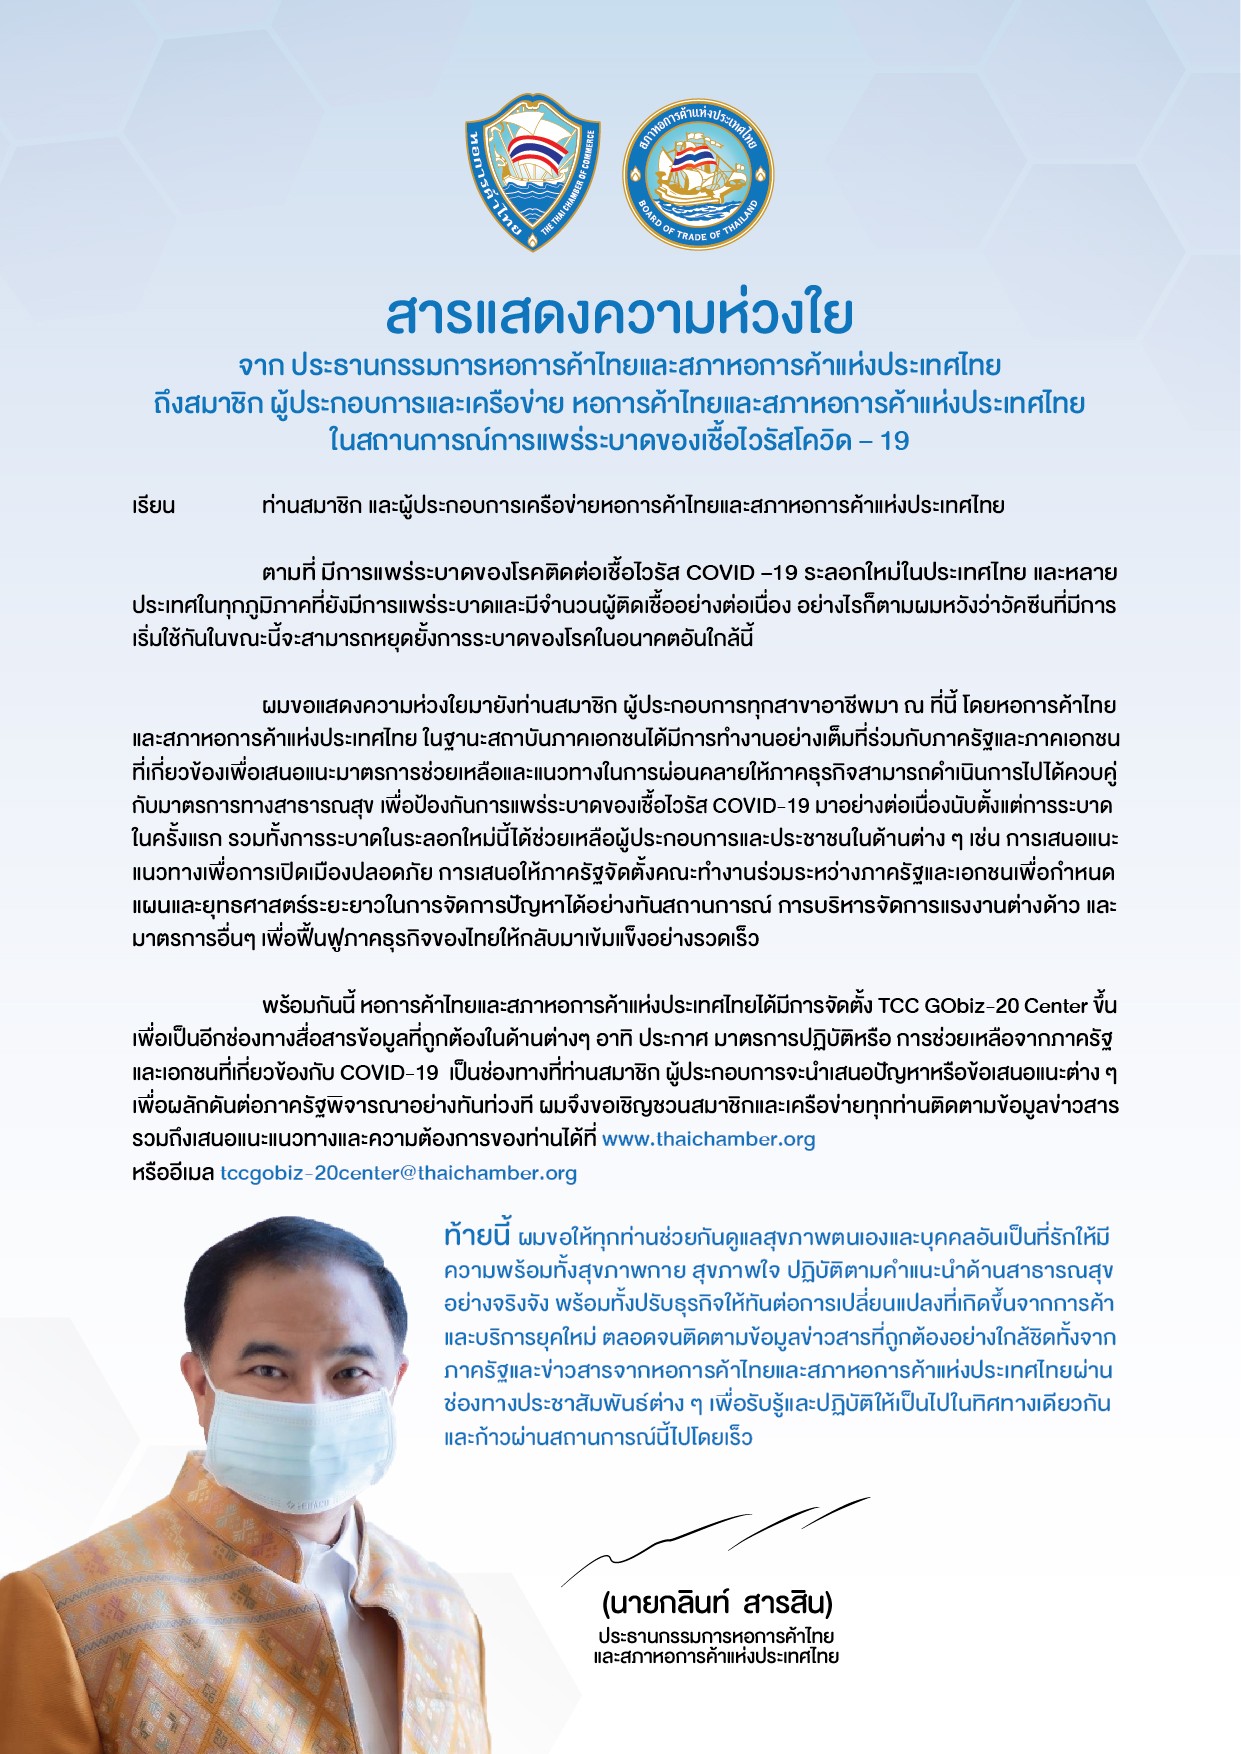 หอการค้าไทย
THE THAI CHAMBER OF COMMERCE
สภาหอการค้าแห่งประเทศไทย
BOARD OF TRADE OF THAILAND
สารแสดงความห่วงใย
จาก ประธานกรรมการหอการค้าไทยและสภาหอการค้าแห่งประเทศไทย
ถึงสมาชิก ผู้ประกอบการและเครือข่าย หอการค้าไทยและสภาหอการค้าแห่งประเทศไทย
ในสถานการณ์การแพร่ระบาดของเชื้อไวรัสโควิด – 19
เรียน ท่านสมาชิก และผู้ประกอบการเครือข่ายหอการค้าไทยและสภาหอการค้าแห่งประเทศไทย
ตามที่ มีการแพร่ระบาดของโรคติดต่อเชื้อไวรัส COVID –19 ระลอกใหม่ในประเทศไทย และหลาย
ประเทศในทุกภูมิภาคที่ยังมีการแพร่ระบาดและมีจำนวนผู้ติดเชื้ออย่างต่อเนื่อง อย่างไรก็ตามผมหวังว่าวัคซีนที่มีการ
เริ่มใช้กันในขณะนี้จะสามารถหยุดยั้งการระบาดของโรคในอนาคตอันใกล้นี้
ผมขอแสดงความห่วงใยมายังท่านสมาชิก ผู้ประกอบการทุกสาขาอาชีพมา ณ ที่นี้ โดยหอการค้าไทย
และสภาหอการค้าแห่งประเทศไทย ในฐานะสถาบันภาคเอกชนได้มีการทำงานอย่างเต็มที่ร่วมกับภาครัฐและภาคเอกชน
ที่เกี่ยวข้องเพื่อเสนอแนะมาตรการช่วยเหลือและแนวทางในการผ่อนคลายให้ภาคธุรกิจสามารถดำเนินการไปได้ควบคู่
กับมาตรการทางสาธารณสุข เพื่อป้องกันการแพร่ระบาดของเชื้อไวรัส COVID-19 มาอย่างต่อเนื่องนับตั้งแต่การระบาด
ในครั้งแรก รวมทั้งการระบาดในระลอกใหม่นี้ได้ช่วยเหลือผู้ประกอบการและประชาชนในด้านต่าง ๆ เช่น การเสนอแนะ
แนวทางเพื่อการเปิดเมืองปลอดภัย การเสนอให้ภาครัฐจัดตั้งคณะทำงานร่วมระหว่างภาครัฐและเอกชนเพื่อกำหนด
แผนและยุทธศาสตร์ระยะยาวในการจัดการปัญหาได้อย่างทันสถานการณ์ การบริหารจัดการแรงงานต่างด้าว และ
มาตรการอื่นๆ เพื่อฟื้นฟูภาคธุรกิจของไทยให้กลับมาเข้มแข็งอย่างรวดเร็ว
พร้อมกันนี้ หอการค้าไทยและสภาหอการค้าแห่งประเทศไทยได้มีการจัดตั้ง TCC GObiz-20 Center ขึ้น
เพื่อเป็นอีกช่องทางสื่อสารข้อมูลที่ถูกต้องในด้านต่างๆ อาทิ ประกาศ มาตรการปฏิบัติหรือ การช่วยเหลือจากภาครัฐ
และเอกชนที่เกี่ยวข้องกับ COVID-19 เป็นช่องทางที่ท่านสมาชิก ผู้ประกอบการจะนำเสนอปัญหาหรือข้อเสนอแนะต่าง ๆ
เพื่อผลักดันต่อภาครัฐพิจารณาอย่างทันท่วงที ผมจึงขอเชิญชวนสมาชิกและเครือข่ายทุกท่านติดตามข้อมูลข่าวสาร
รวมถึงเสนอแนะแนวทางและความต้องการของท่านได้ที่ www.thaichamber.org
หรืออีเมล tccgobiz-20center@thaichamber.org
ท้ายนี้ ผมขอให้ทุกท่านช่วยกันดูแลสุขภาพตนเองและบุคคลอันเป็นที่รักให้มี
ความพร้อมทั้งสุขภาพกาย สุขภาพใจ ปฏิบัติตามคำแนะนำด้านสาธารณสุข
อย่างจริงจัง พร้อมทั้งปรับธุรกิจให้ทันต่อการเปลี่ยนแปลงที่เกิดขึ้นจากการค้า
และบริการยุคใหม่ ตลอดจนติดตามข้อมูลข่าวสารที่ถูกต้องอย่างใกล้ชิดทั้งจาก
ภาครัฐและข่าวสารจากหอการค้าไทยและสภาหอการค้าแห่งประเทศไทยผ่าน
ช่องทางประชาสัมพันธ์ต่าง ๆ เพื่อรับรู้และปฏิบัติให้เป็นไปในทิศทางเดียวกัน
และก้าวผ่านสถานการณ์นี้ไปโดยเร็ว
(นายกลินท์ สารสิน)
ประธานกรรมการหอการค้าไทย
และสภาหอการค้าแห่งประเทศไทย